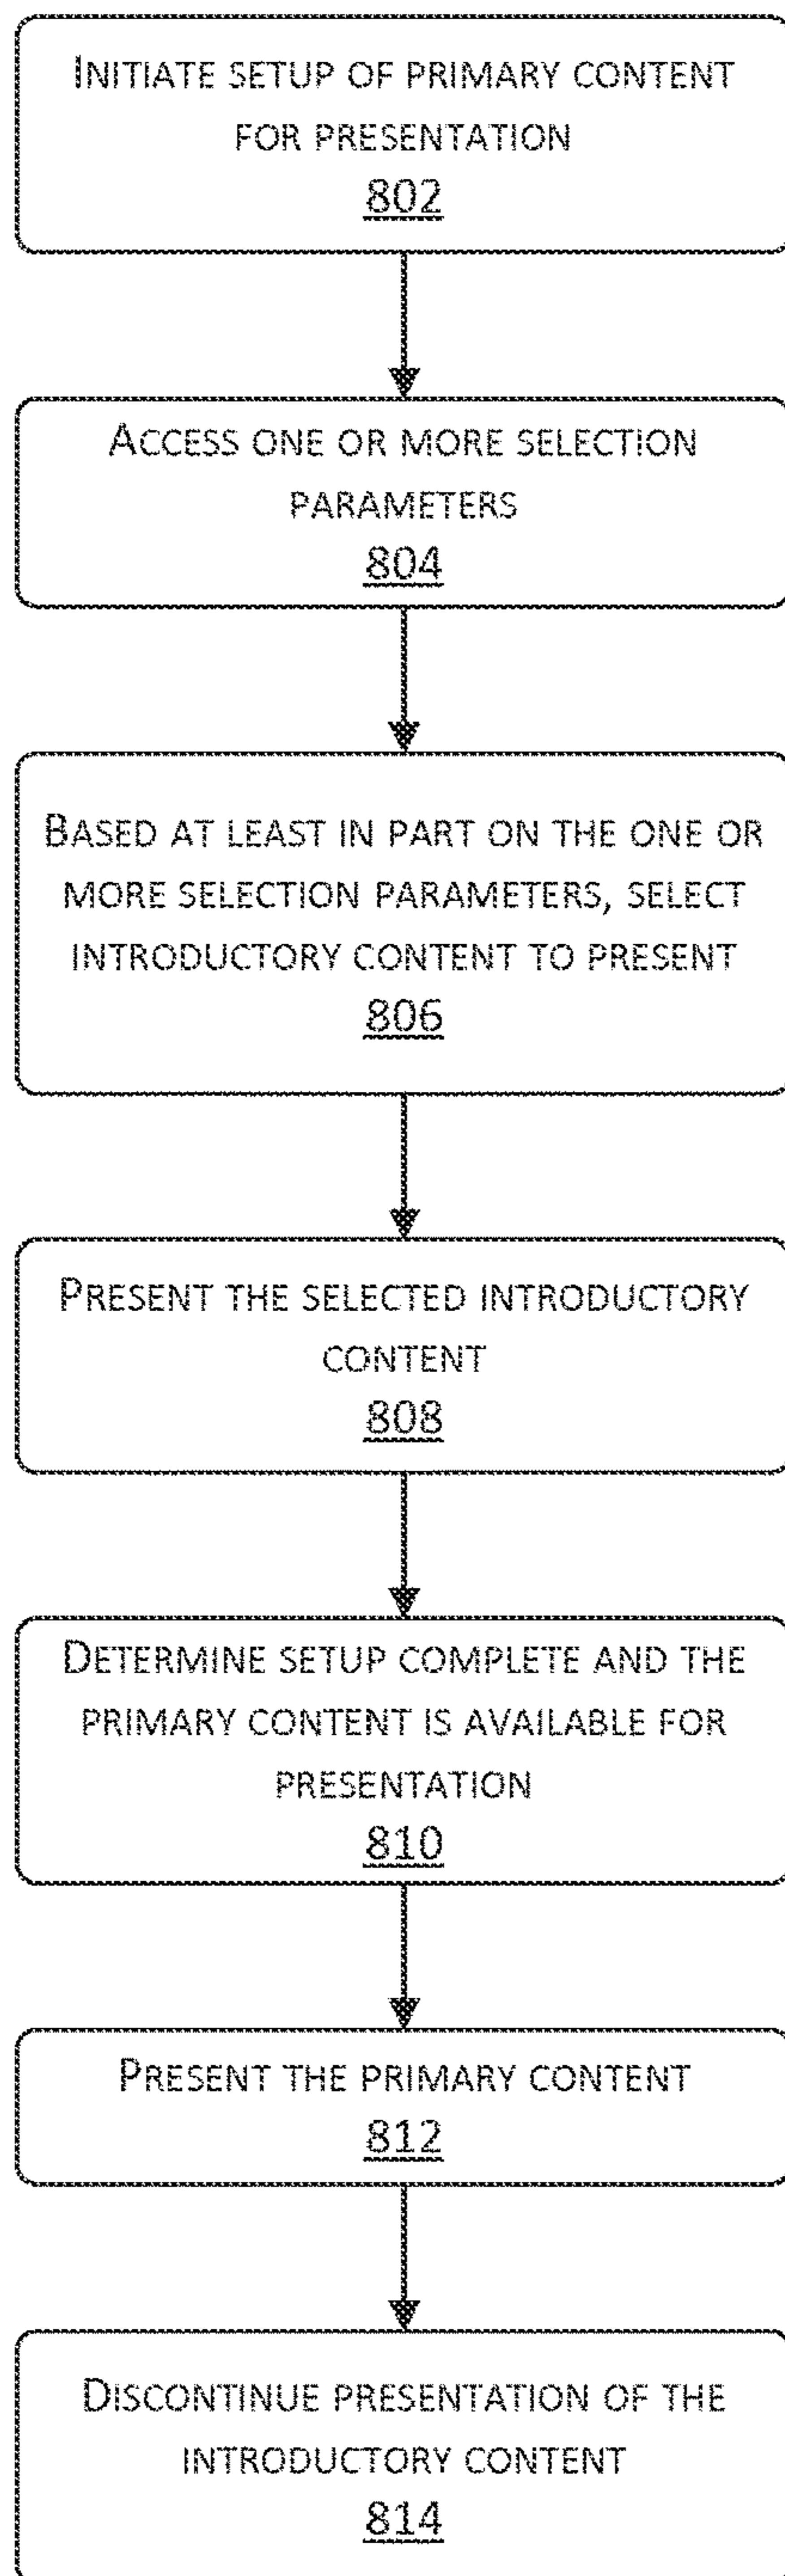 INITIATE SETUP OF PRIMARY CONTENT
FOR PRESENTATION
802
ACCESS ONE OR MORE SELECTION
PARAMETERS
804
BASED AT LEAST IN PART ON THE ONE OR
MORE SELECTION PARAMETERS, SELECT
INTRODUCTORY CONTENT TO PRESENT
806
PRESENT THE SELECTED INTRODUCTORY
CONTENT
808
DETERMINE SETUP COMPLETE AND THE
PRIMARY CONTENT IS AVAILABLE FOR
PRESENTATION
810
PRESENT THE PRIMARY CONTENT
812
DISCONTINUE PRESENTATION OF THE
INTRODUCTORY CONTENT
814